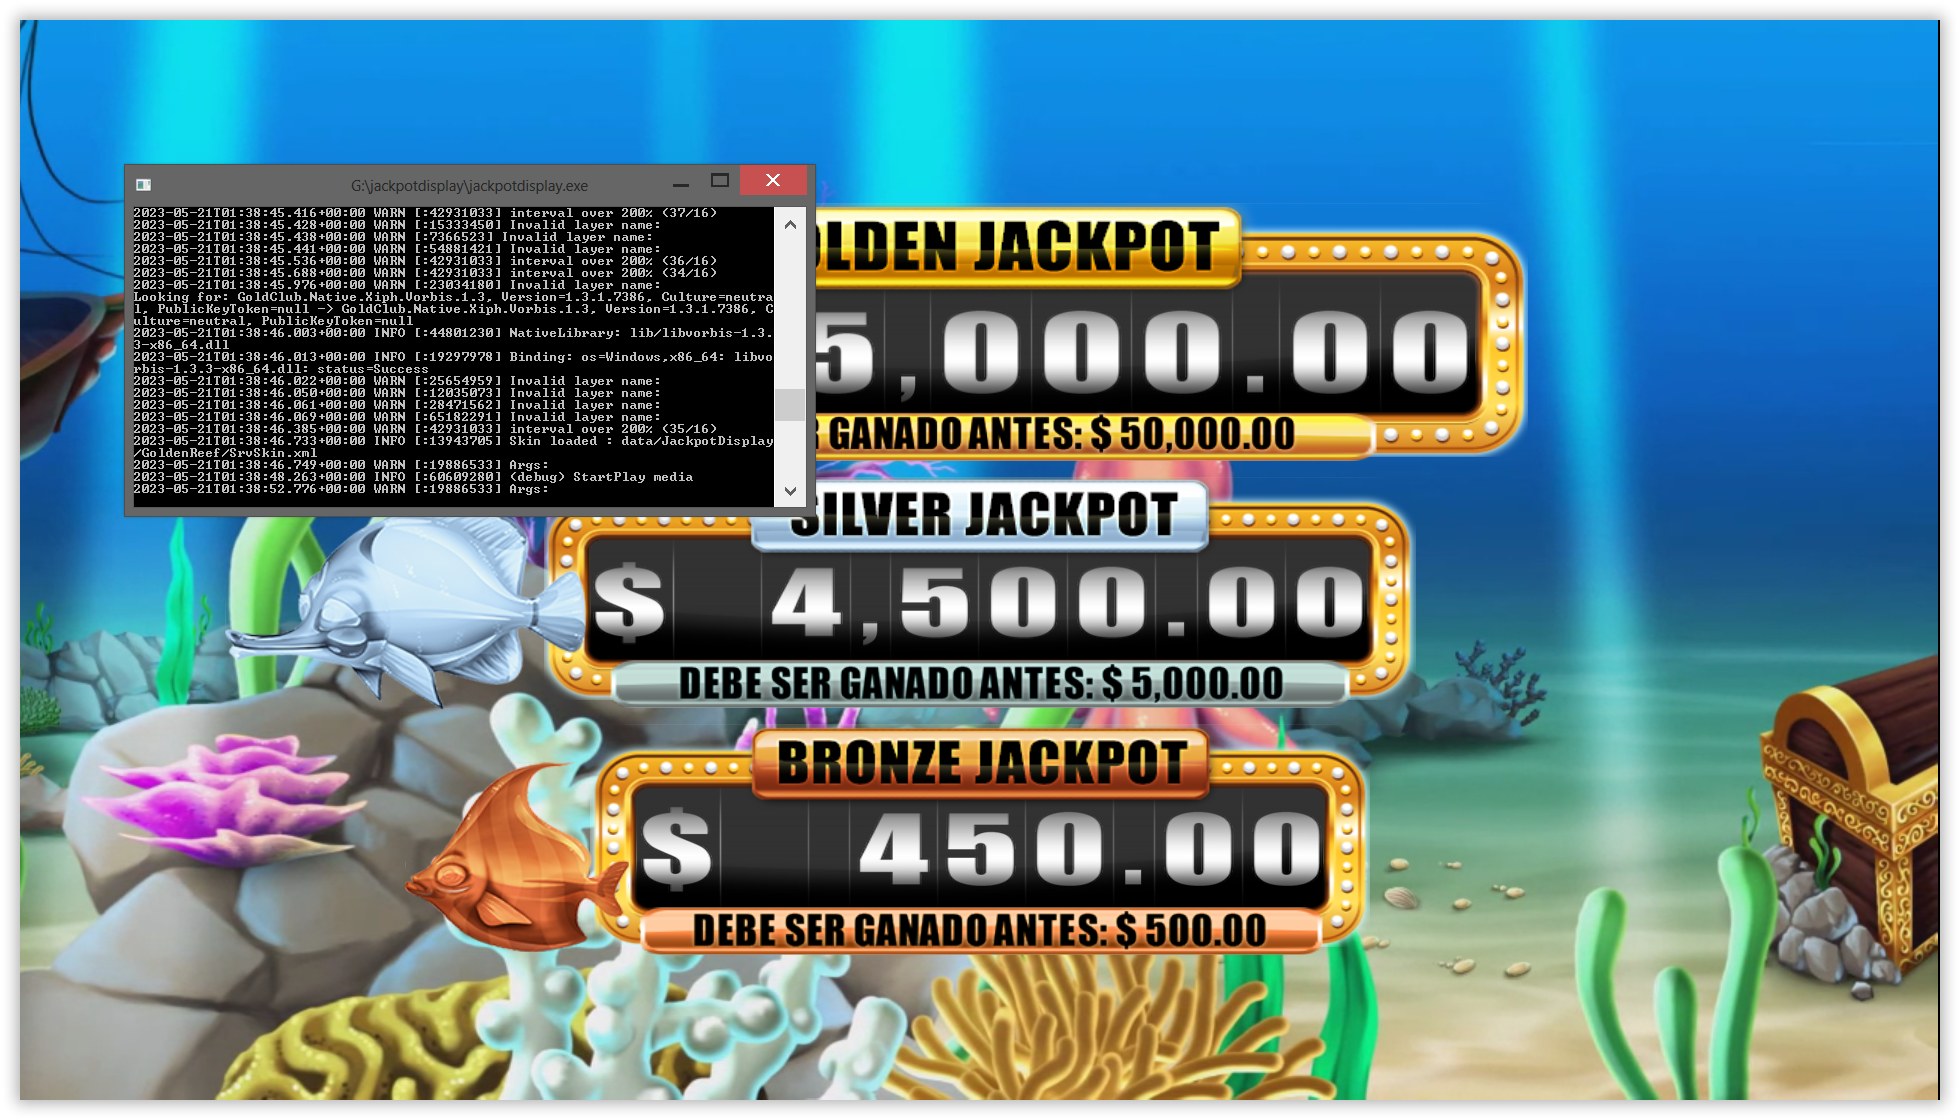 G:\jackpotdisplay\jackpotdisplay.exe
2023-05-21T01:38:45.416+00:00 WARN [:42931033] interval over 200% (37/16)
2023-05-21T01:38:45.428+00:00 WARN [:15333450] Invalid layer name:
2023-05-21T01:38:45.438+00:00 WARN [:7366523] Invalid layer name:
2023-05-21T01:38:45.441+00:00 WARN [:54881421] Invalid layer name:
2023-05-21T01:38:45.536+00:00 WARN [:42931033] interval over 200% (36/16)
2023-05-21T01:38:45.688+00:00 WARN [:42931033] interval over 200% (34/16)
2023-05-21T01:38:45.976+00:00 WARN [:23034180] Invalid layer name:
Looking for: GoldClub.Native.Xiph.Vorbis.1.3, Version=1.3.1.7386, Culture=neutra
l, PublicKeyToken=null -> GoldClub.Native.Xiph.Vorbis.1.3, Version=1.3.1.7386, C
ulture=neutral, PublicKeyToken=null
2023-05-21T01:38:46.003+00:00 INFO [:44801230] NativeLibrary: lib/libvorbis-1.3.
3-x86_64.dll
2023-05-21T01:38:46.013+00:00 INFO [:19297978] Binding: os=Windows,x86_64: libvo
rbis-1.3.3-x86_64.dll: status=Success
2023-05-21T01:38:46.022+00:00 WARN [:25654959] Invalid layer name:
2023-05-21T01:38:46.050+00:00 WARN [:12035073] Invalid layer name:
2023-05-21T01:38:46.061+00:00 WARN [:28471562] Invalid layer name:
2023-05-21T01:38:46.069+00:00 WARN [:65182291] Invalid layer name:
2023-05-21T01:38:46.385+00:00 WARN [:42931033] interval over 200% (35/16)
2023-05-21T01:38:46.733+00:00 INFO [:13943705] Skin loaded : data/JackpotDisplay
/GoldenReef/SrvSkin.xml
2023-05-21T01:38:46.749+00:00 WARN [:19886533] Args:
2023-05-21T01:38:48.263+00:00 INFO [:60609280] (debug) StartPlay media
2023-05-21T01:38:52.776+00:00 WARN [:19886533] Args:
OLDEN JACKPOT
5,000.00
R GANADO ANTES: $ 50,000.00
SILVER JACKPOT
$ 4,500.00
DEBE SER GANADO ANTES: $ 5,000.00
BRONZE JACKPOT
$ 450.00
DEBE SER GANADO ANTES: $ 500.00